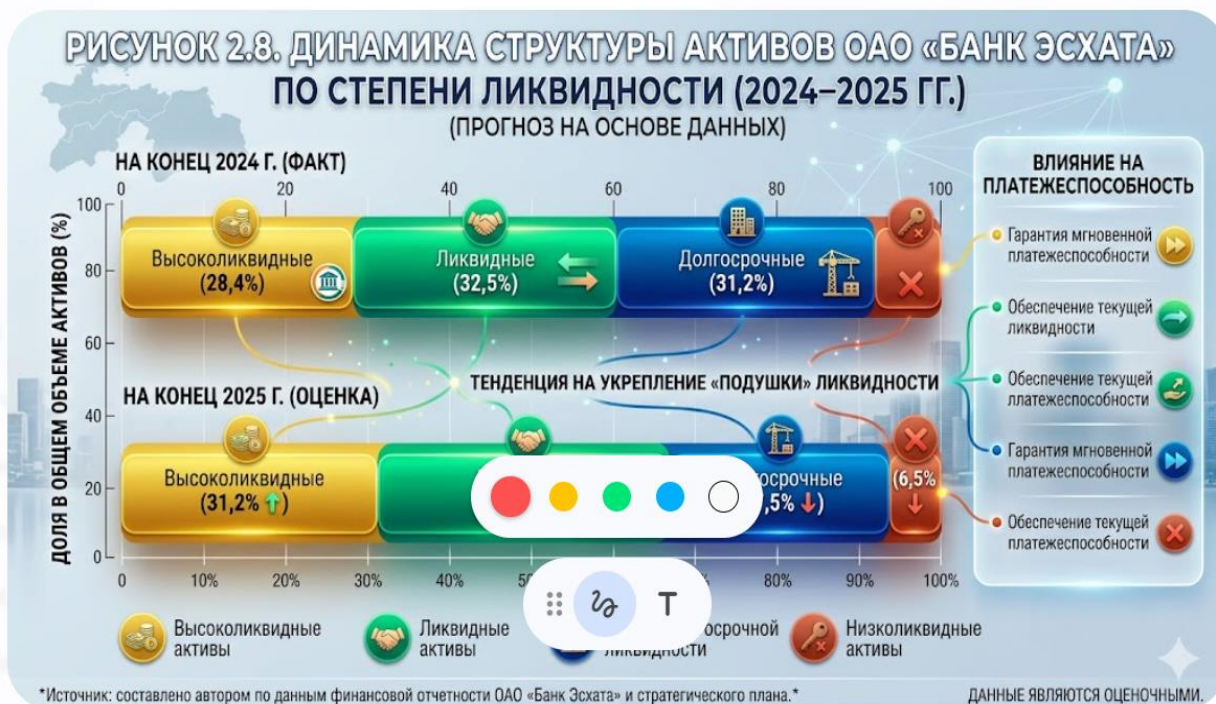 РИСУНОК 2.8. ДИНАМИКА СТРУКТУРЫ АКТИВОВ ОАО «БАНК ЭСХАТА»
ПО СТЕПЕНИ ЛИКВИДНОСТИ (2024–2025 ГГ.)
(ПРОГНОЗ НА ОСНОВЕ ДАННЫХ)
НА КОНЕЦ 2024 Г. (ФАКТ)
0 20 40 60 80 100
ДОЛЯ В ОБЩЕМ ОБЪЕМЕ АКТИВОВ (%)
100
80
60
40
20
0
Высоколиквидные
(28,4%)
Ликвидные
(32,5%)
Долгосрочные
(31,2%)
ТЕНДЕНЦИЯ НА УКРЕПЛЕНИЕ «ПОДУШКИ» ЛИКВИДНОСТИ
НА КОНЕЦ 2025 Г. (ОЦЕНКА)
Высоколиквидные
(31,2% ↑)
госрочные
,5% ↓)
(6,5%
↓
0 10% 20% 30% 40% 80% 90% 100%
T
ВЛИЯНИЕ НА
ПЛАТЕЖЕСПОСОБНОСТЬ
Гарантия мгновенной
платежеспособности
Обеспечение текущей
ликвидности
Обеспечение текущей
платежеспособности
Гарантия мгновенной
платежеспособности
Обеспечение текущей
платежеспособности
Высоколиквидные
активы
Ликвидные
активы
госрочной
ликвидности
Низколиквидные
активы
*Источник: составлено автором по данным финансовой отчетности ОАО «Банк Эсхата» и стратегического плана.*
ДАННЫЕ ЯВЛЯЮТСЯ ОЦЕНОЧНЫМИ.